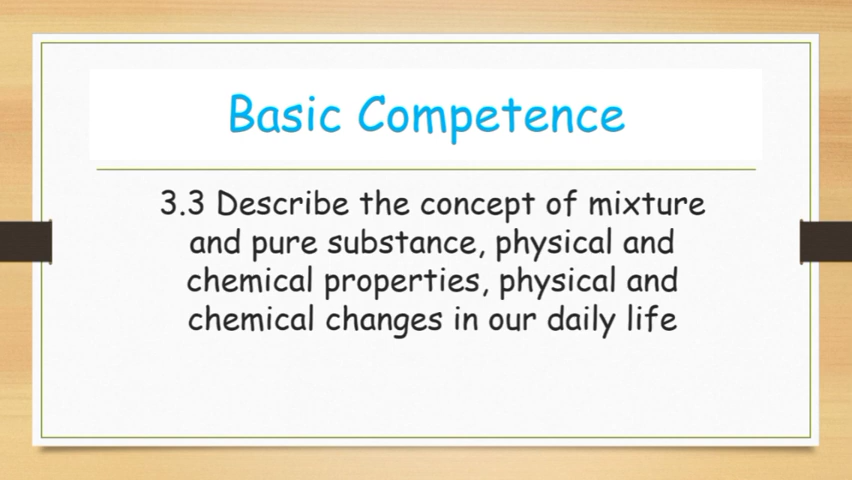 Basic Competence
3.3 Describe the concept of mixture
and pure substance, physical and
chemical properties, physical and
chemical changes in our daily life